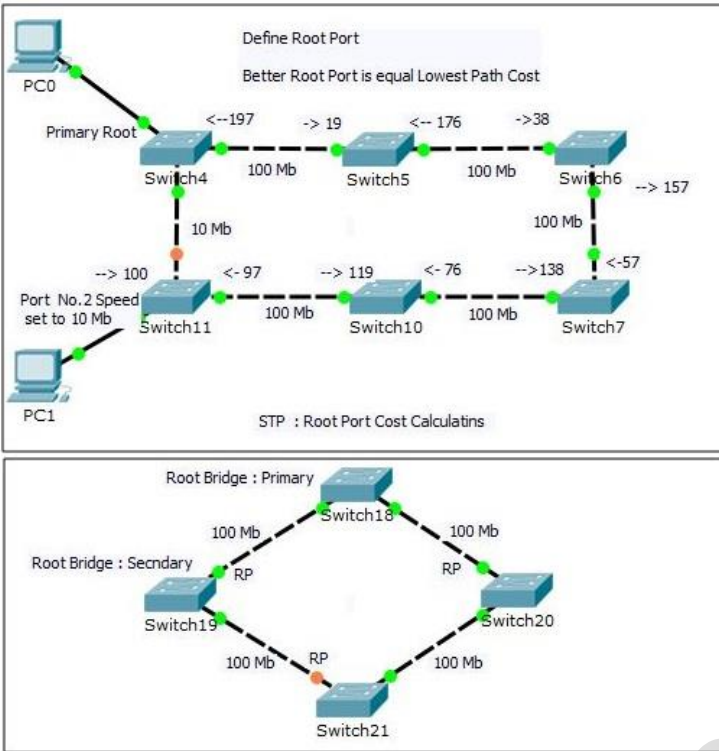 Define Root Port
Better Root Port is equal Lowest Path Cost
PC0
Primary Root
<--197
-> 19
<-- 176
->38
100 Mb
100 Mb
Switch4
Switch5
Switch6
--> 157
10 Mb
100 Mb
--> 100
<- 97
--> 119
<- 76
-->138
<-57
Port No.2 Speed
set to 10 Mb
100 Mb
100 Mb
Switch11
Switch10
Switch7
PC1
STP : Root Port Cost Calculatins
Root Bridge : Primary
Switch18
100 Mb
100 Mb
Root Bridge : Secndary
RP
RP
Switch19
Switch20
100 Mb
RP
100 Mb
Switch21